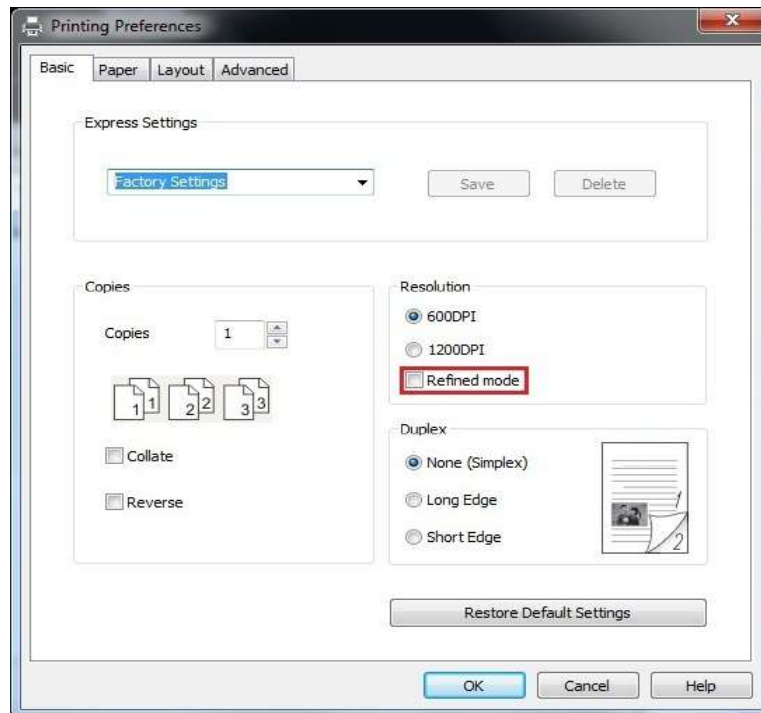 Printing Preferences
Basic Paper Layout Advanced
Express Settings
Factory Settings Save Delete
Copies
Copies 1
1 1 2 2 3 3
Collate
Reverse
Resolution
600DPI
1200DPI
Refined mode
Duplex
None (Simplex)
Long Edge
Short Edge
1
2
Restore Default Settings
OK Cancel Help